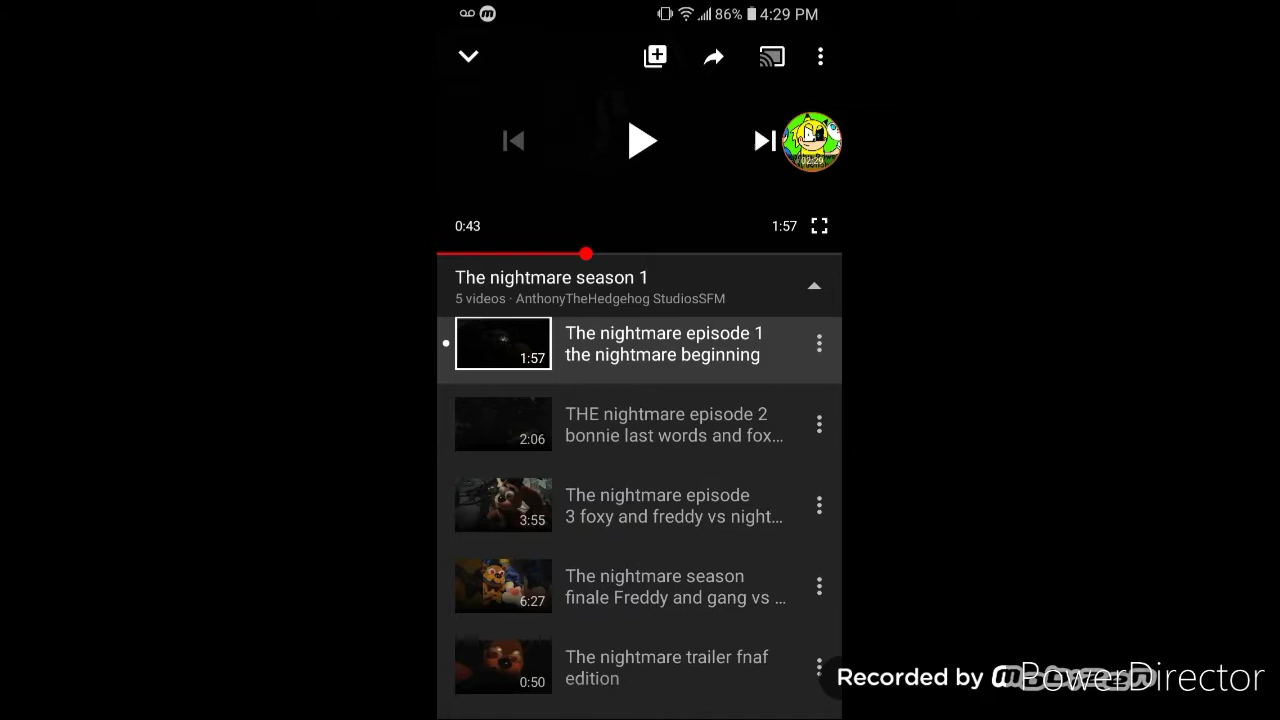 86% 4:29 PM
02:29
0:43
1:57
The nightmare season 1
5 videos · AnthonyTheHedgehog StudiosSFM
1:57
The nightmare episode 1
the nightmare beginning
2:06
THE nightmare episode 2
bonnie last words and fox...
3:55
The nightmare episode
3 foxy and freddy vs night...
6:27
The nightmare season
finale Freddy and gang vs ...
0:50
The nightmare trailer fnaf
edition
Recorded by
PowerDirector